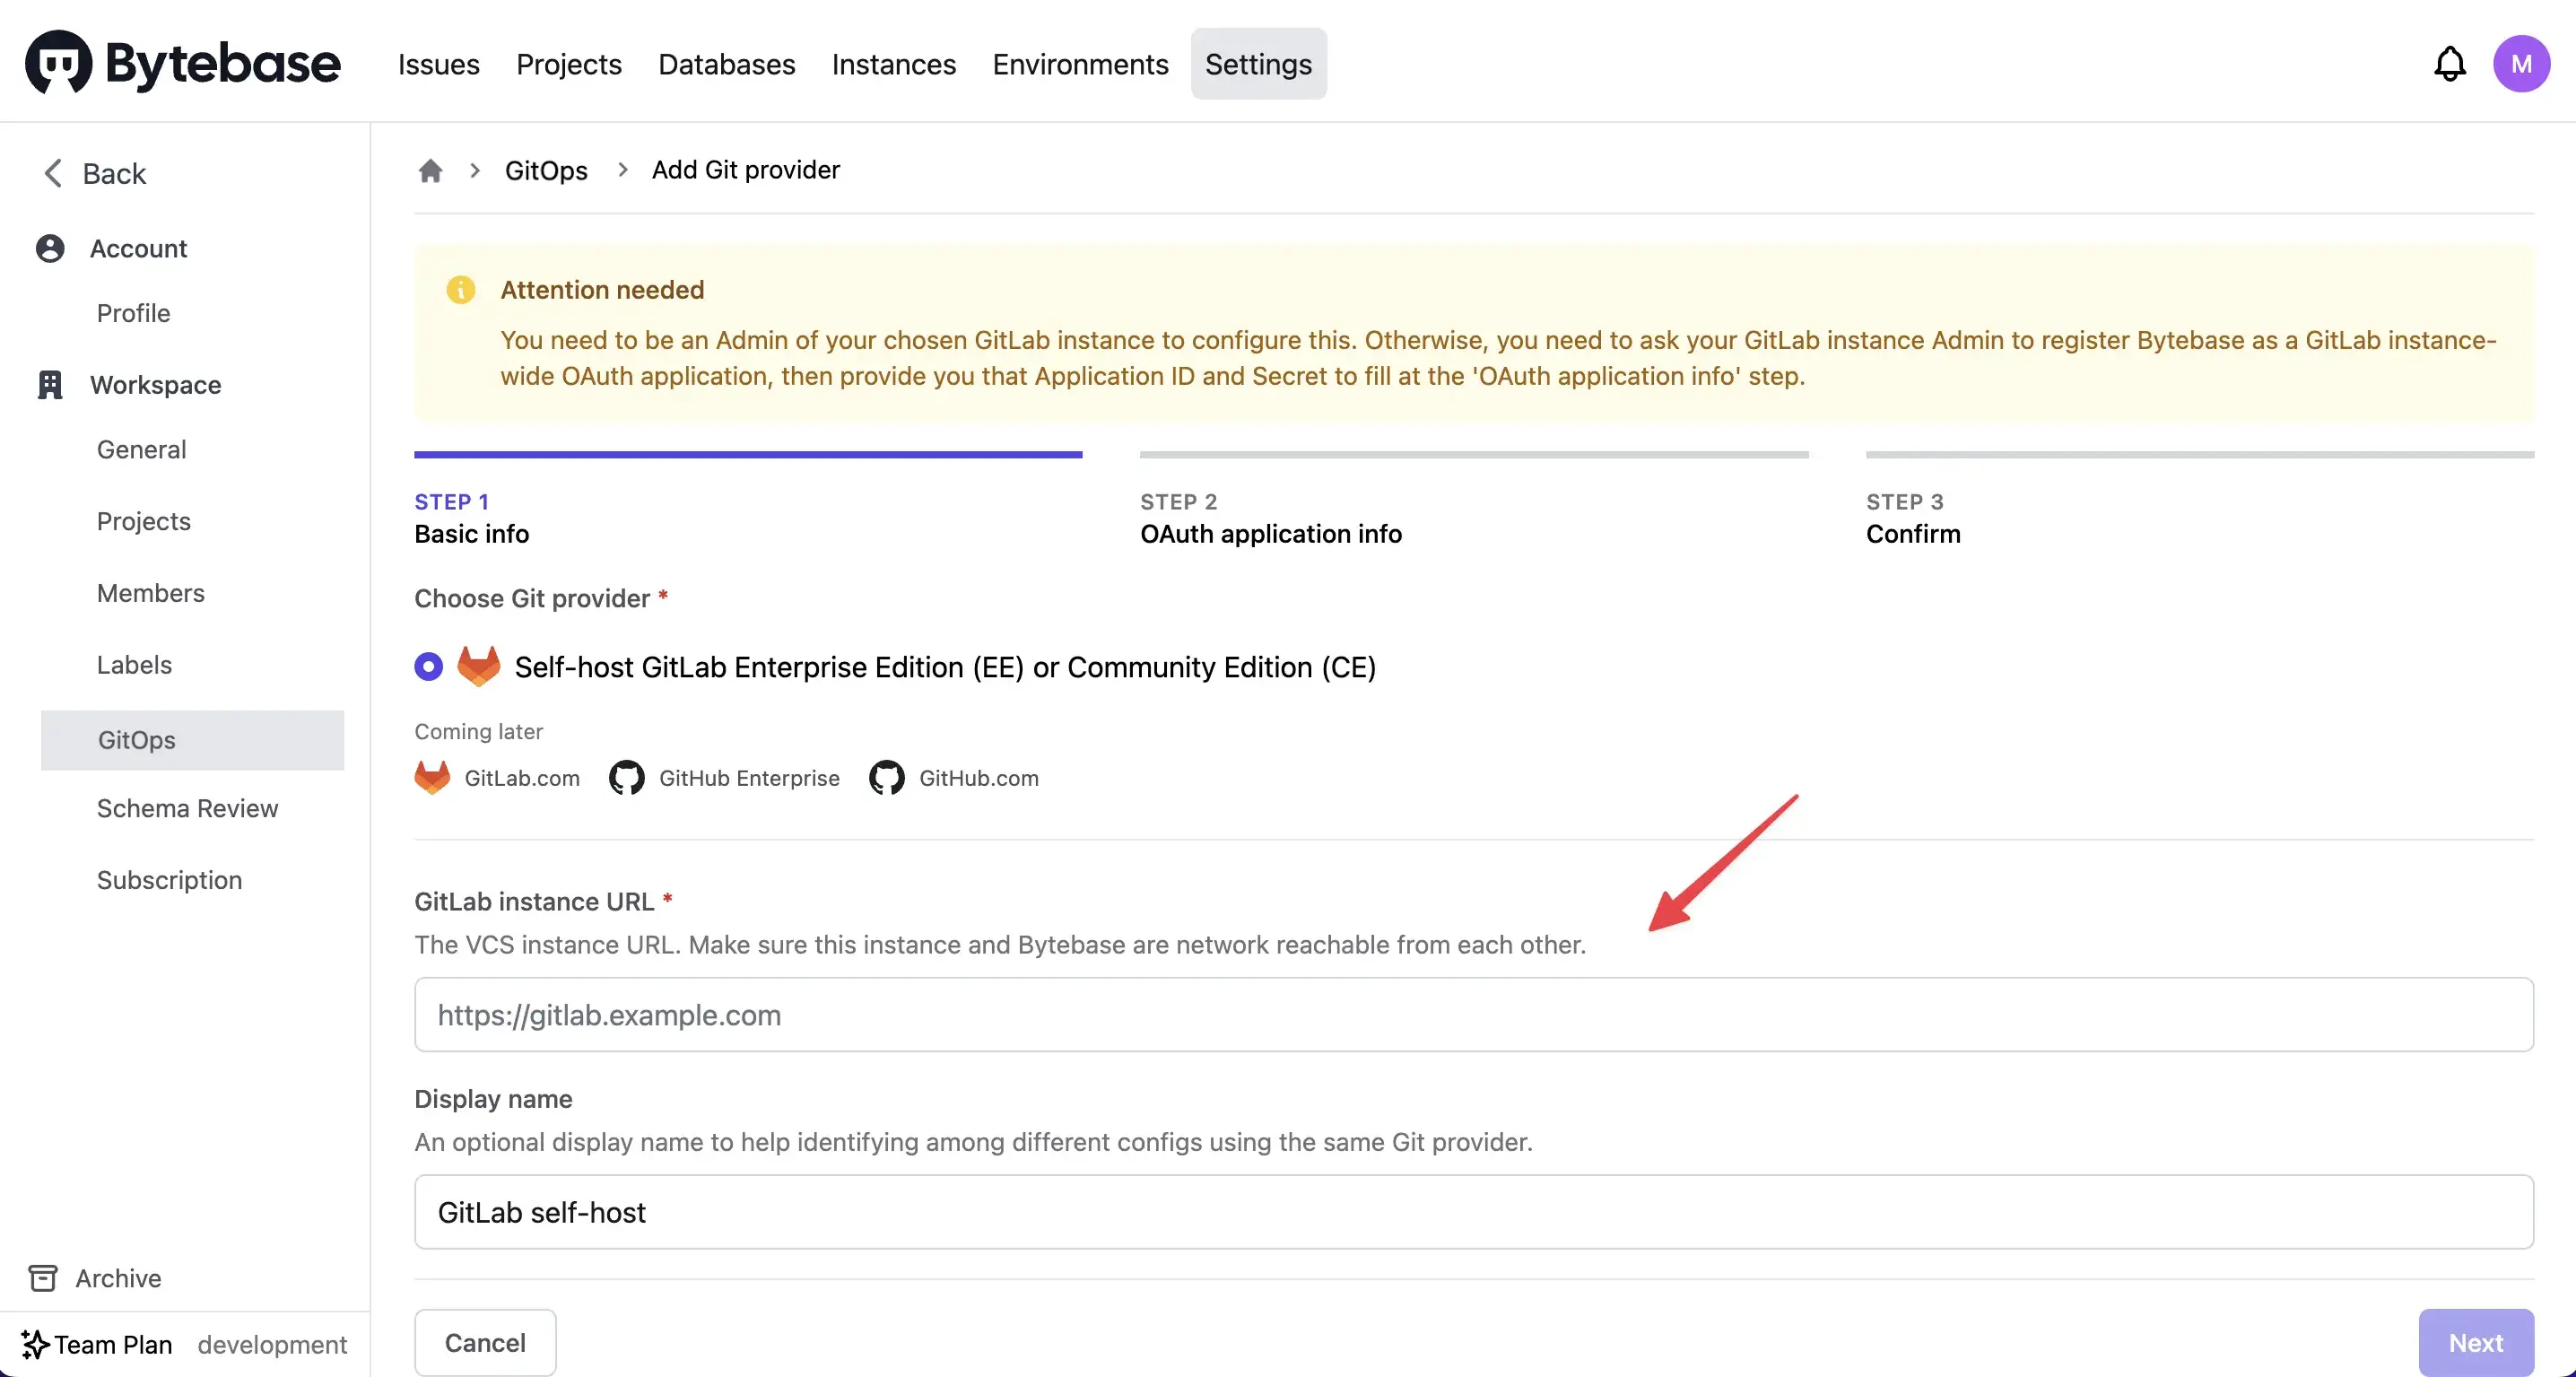 Bytebase
Issues Projects Databases Instances Environments Settings
M
Back
Account
Profile
Workspace
General
Projects
Members
Labels
GitOps
Schema Review
Subscription
Archive
Team Plan development
GitOps > Add Git provider
Attention needed
You need to be an Admin of your chosen GitLab instance to configure this. Otherwise, you need to ask your GitLab instance Admin to register Bytebase as a GitLab instance-
wide OAuth application, then provide you that Application ID and Secret to fill at the 'OAuth application info' step.
STEP 1
Basic info
STEP 2
OAuth application info
STEP 3
Confirm
Choose Git provider *
Self-host GitLab Enterprise Edition (EE) or Community Edition (CE)
Coming later
GitLab.com GitHub Enterprise GitHub.com
GitLab instance URL *
The VCS instance URL. Make sure this instance and Bytebase are network reachable from each other.
https://gitlab.example.com
Display name
An optional display name to help identifying among different configs using the same Git provider.
GitLab self-host
Cancel
Next